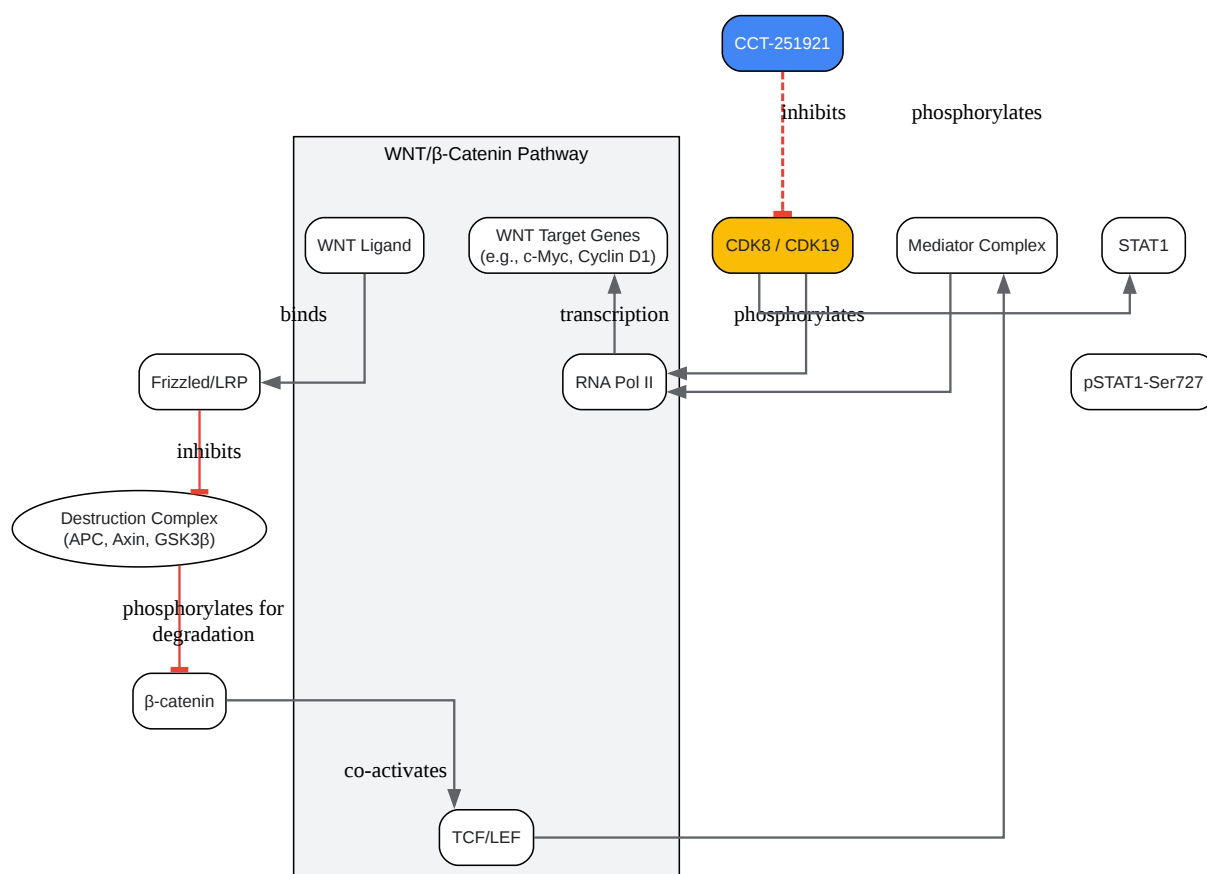 CCT-251921
inhibits
phosphorylates
WNT/β-Catenin Pathway
WNT Ligand
WNT Target Genes
(e.g., c-Myc, Cyclin D1)
CDK8 / CDK19
Mediator Complex
STAT1
binds
transcription
phosphorylates
Frizzled/LRP
RNA Pol II
pSTAT1-Ser727
inhibits
Destruction Complex
(APC, Axin, GSK3β)
phosphorylates for
degradation
β-catenin
co-activates
TCF/LEF